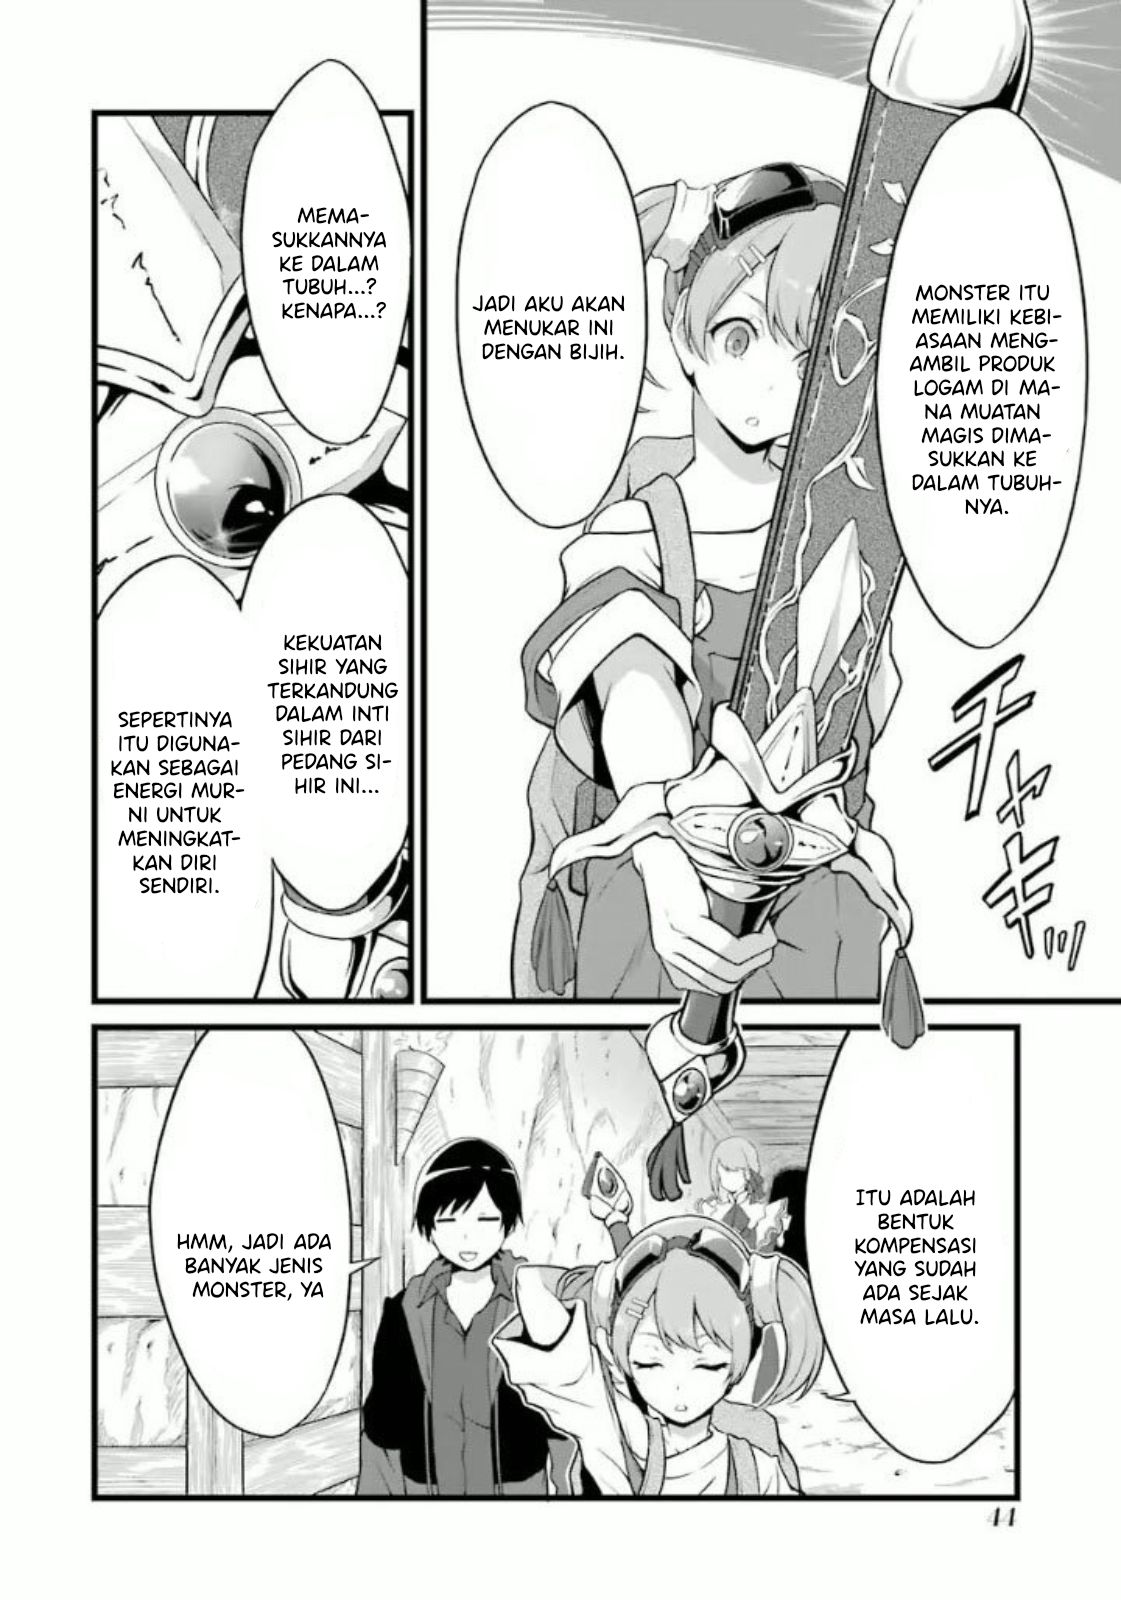 MONSTER ITU
MEMILIKI KEBI-
ASAAN MENG-
AMBIL PRODUK
LOGAM DI MA-
NA MUATAN
MAGIS DIMA-
SUKKAN KE
DALAM TUBUH-
NYA.
JADI AKU AKAN
MENUKAR INI
DENGAN BIJIH.
チャキッ
MEMA-
SUKKANNYA
KE DALAM
TUBUH...?
KENAPA...?
KEKUATAN
SIHIR YANG
TERKANDUNG
DALAM INTI
SIHIR DARI
PEDANG SI-
HIR INI...
SEPERTINYA
ITU DIGUNA-
KAN SEBAGAI
ENERGI MUR-
NI UNTUK
MENINGKAT-
KAN DIRI
SENDIRI.
ITU ADALAH
BENTUK
KOMPENSASI
YANG SUDAH
ADA SEJAK
MASA LALU.
HMM, JADI ADA
BANYAK JENIS
MONSTER, YA
44